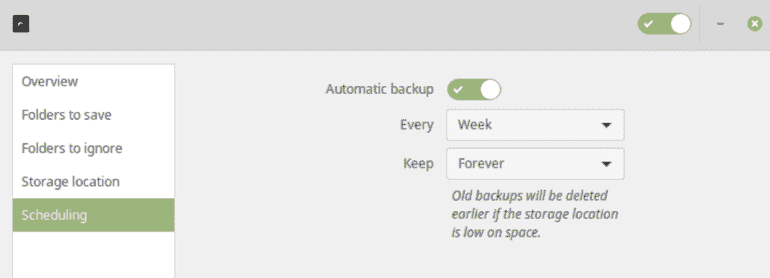 Overview
Folders to save
Folders to ignore
Storage location
Scheduling
Automatic backup
Every Week
Keep Forever
Old backups will be deleted
earlier if the storage location
is low on space.